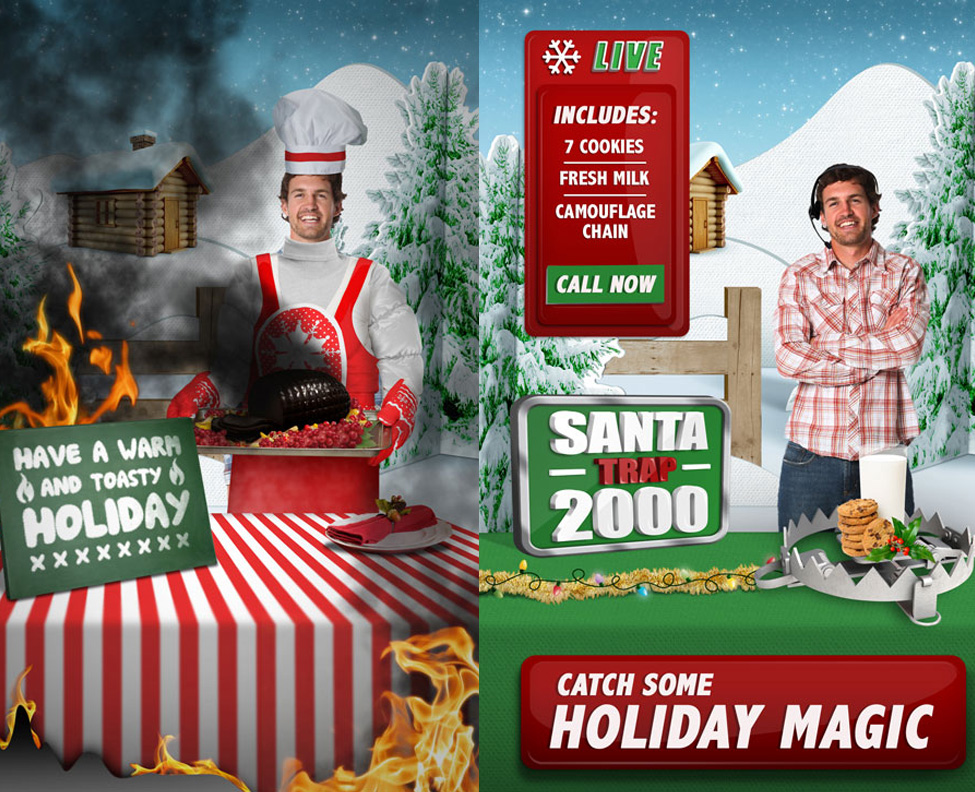 HAVE A WARM
AND TOASTY
HOLIDAY
XXXXXXXX
LIVE
INCLUDES:
7 COOKIES
FRESH MILK
CAMOUFLAGE
CHAIN
CALL NOW
SANTA
TRAP
2000
CATCH SOME
HOLIDAY MAGIC